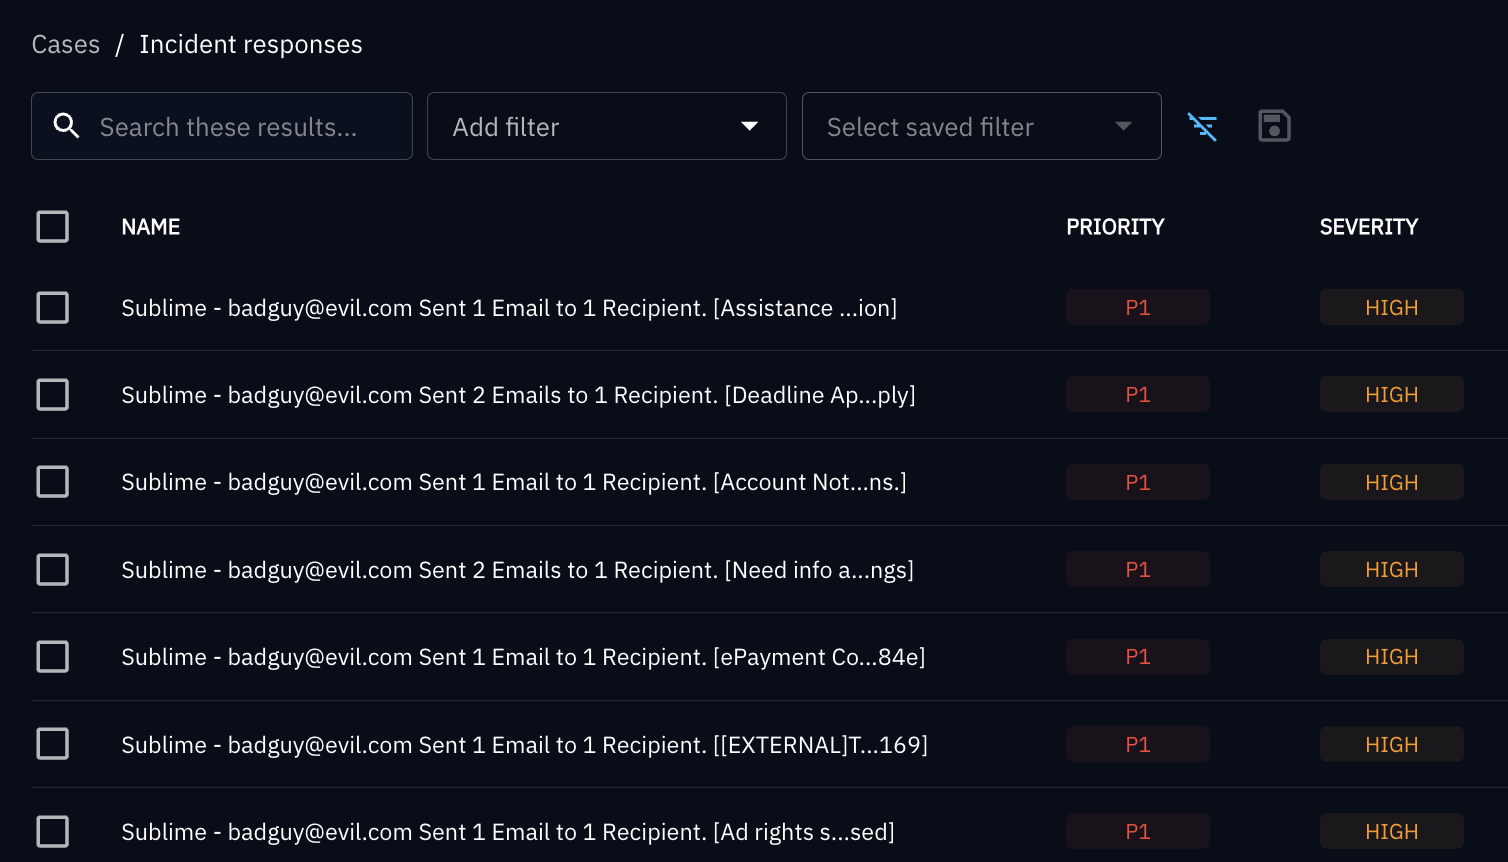 Cases / Incident responses
Search these results... Add filter Select saved filter
NAME PRIORITY SEVERITY
Sublime - badguy@evil.com Sent 1 Email to 1 Recipient. [Assistance ...ion] P1 HIGH
Sublime - badguy@evil.com Sent 2 Emails to 1 Recipient. [Deadline Ap...ply] P1 HIGH
Sublime - badguy@evil.com Sent 1 Email to 1 Recipient. [Account Not...ns.] P1 HIGH
Sublime - badguy@evil.com Sent 2 Emails to 1 Recipient. [Need info a...ngs] P1 HIGH
Sublime - badguy@evil.com Sent 1 Email to 1 Recipient. [ePayment Co...84e] P1 HIGH
Sublime - badguy@evil.com Sent 1 Email to 1 Recipient. [[EXTERNAL]T...169] P1 HIGH
Sublime - badguy@evil.com Sent 1 Email to 1 Recipient. [Ad rights s...sed] P1 HIGH